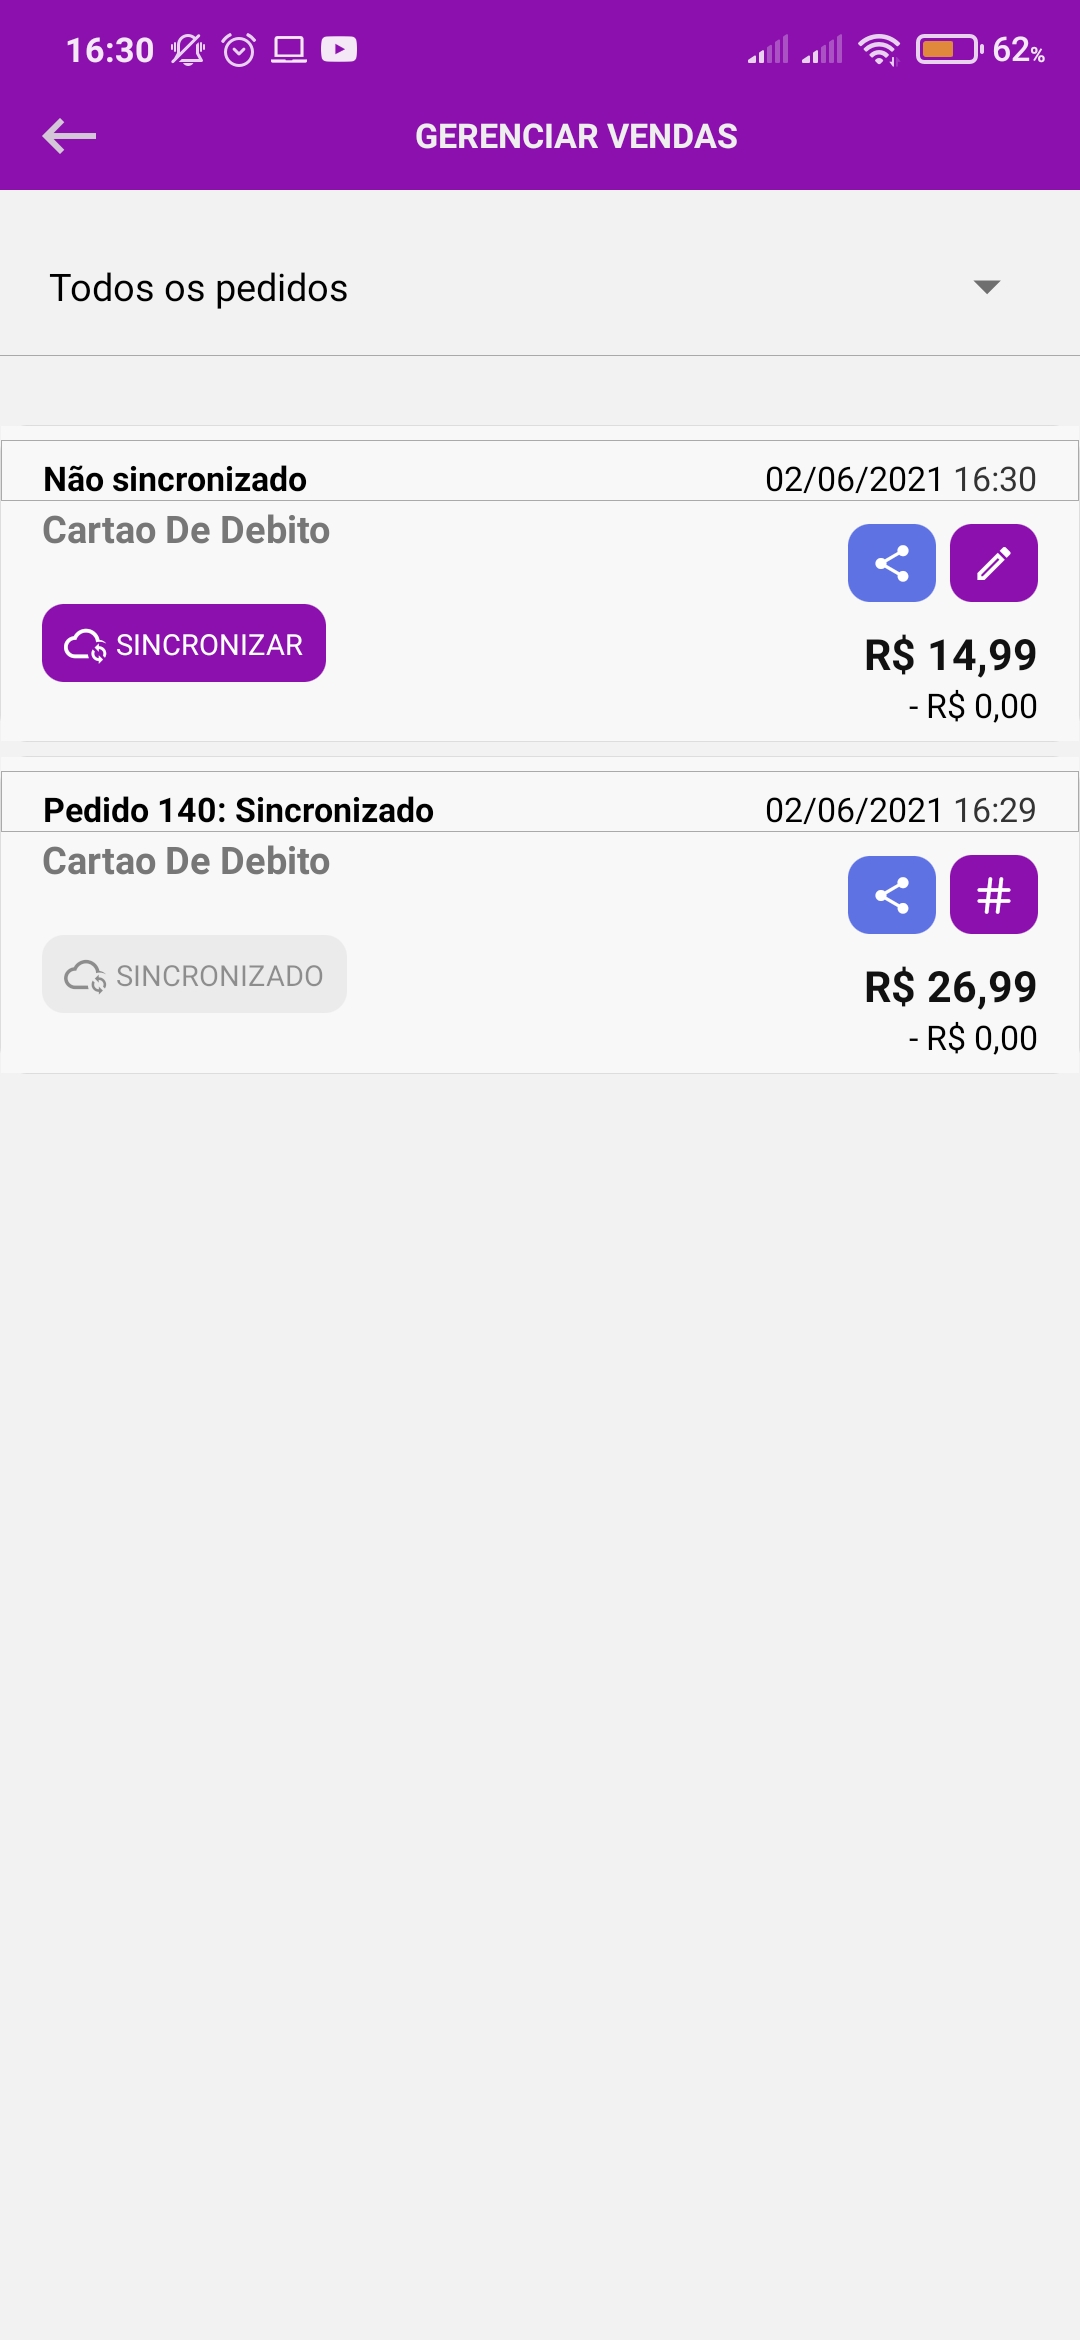 16:30 62%
GERENCIAR VENDAS
Todos os pedidos
Não sincronizado 02/06/2021 16:30
Cartao De Debito
SINCRONIZAR
R$ 14,99
- R$ 0,00
Pedido 140: Sincronizado 02/06/2021 16:29
Cartao De Debito
#
SINCRONIZADO
R$ 26,99
- R$ 0,00